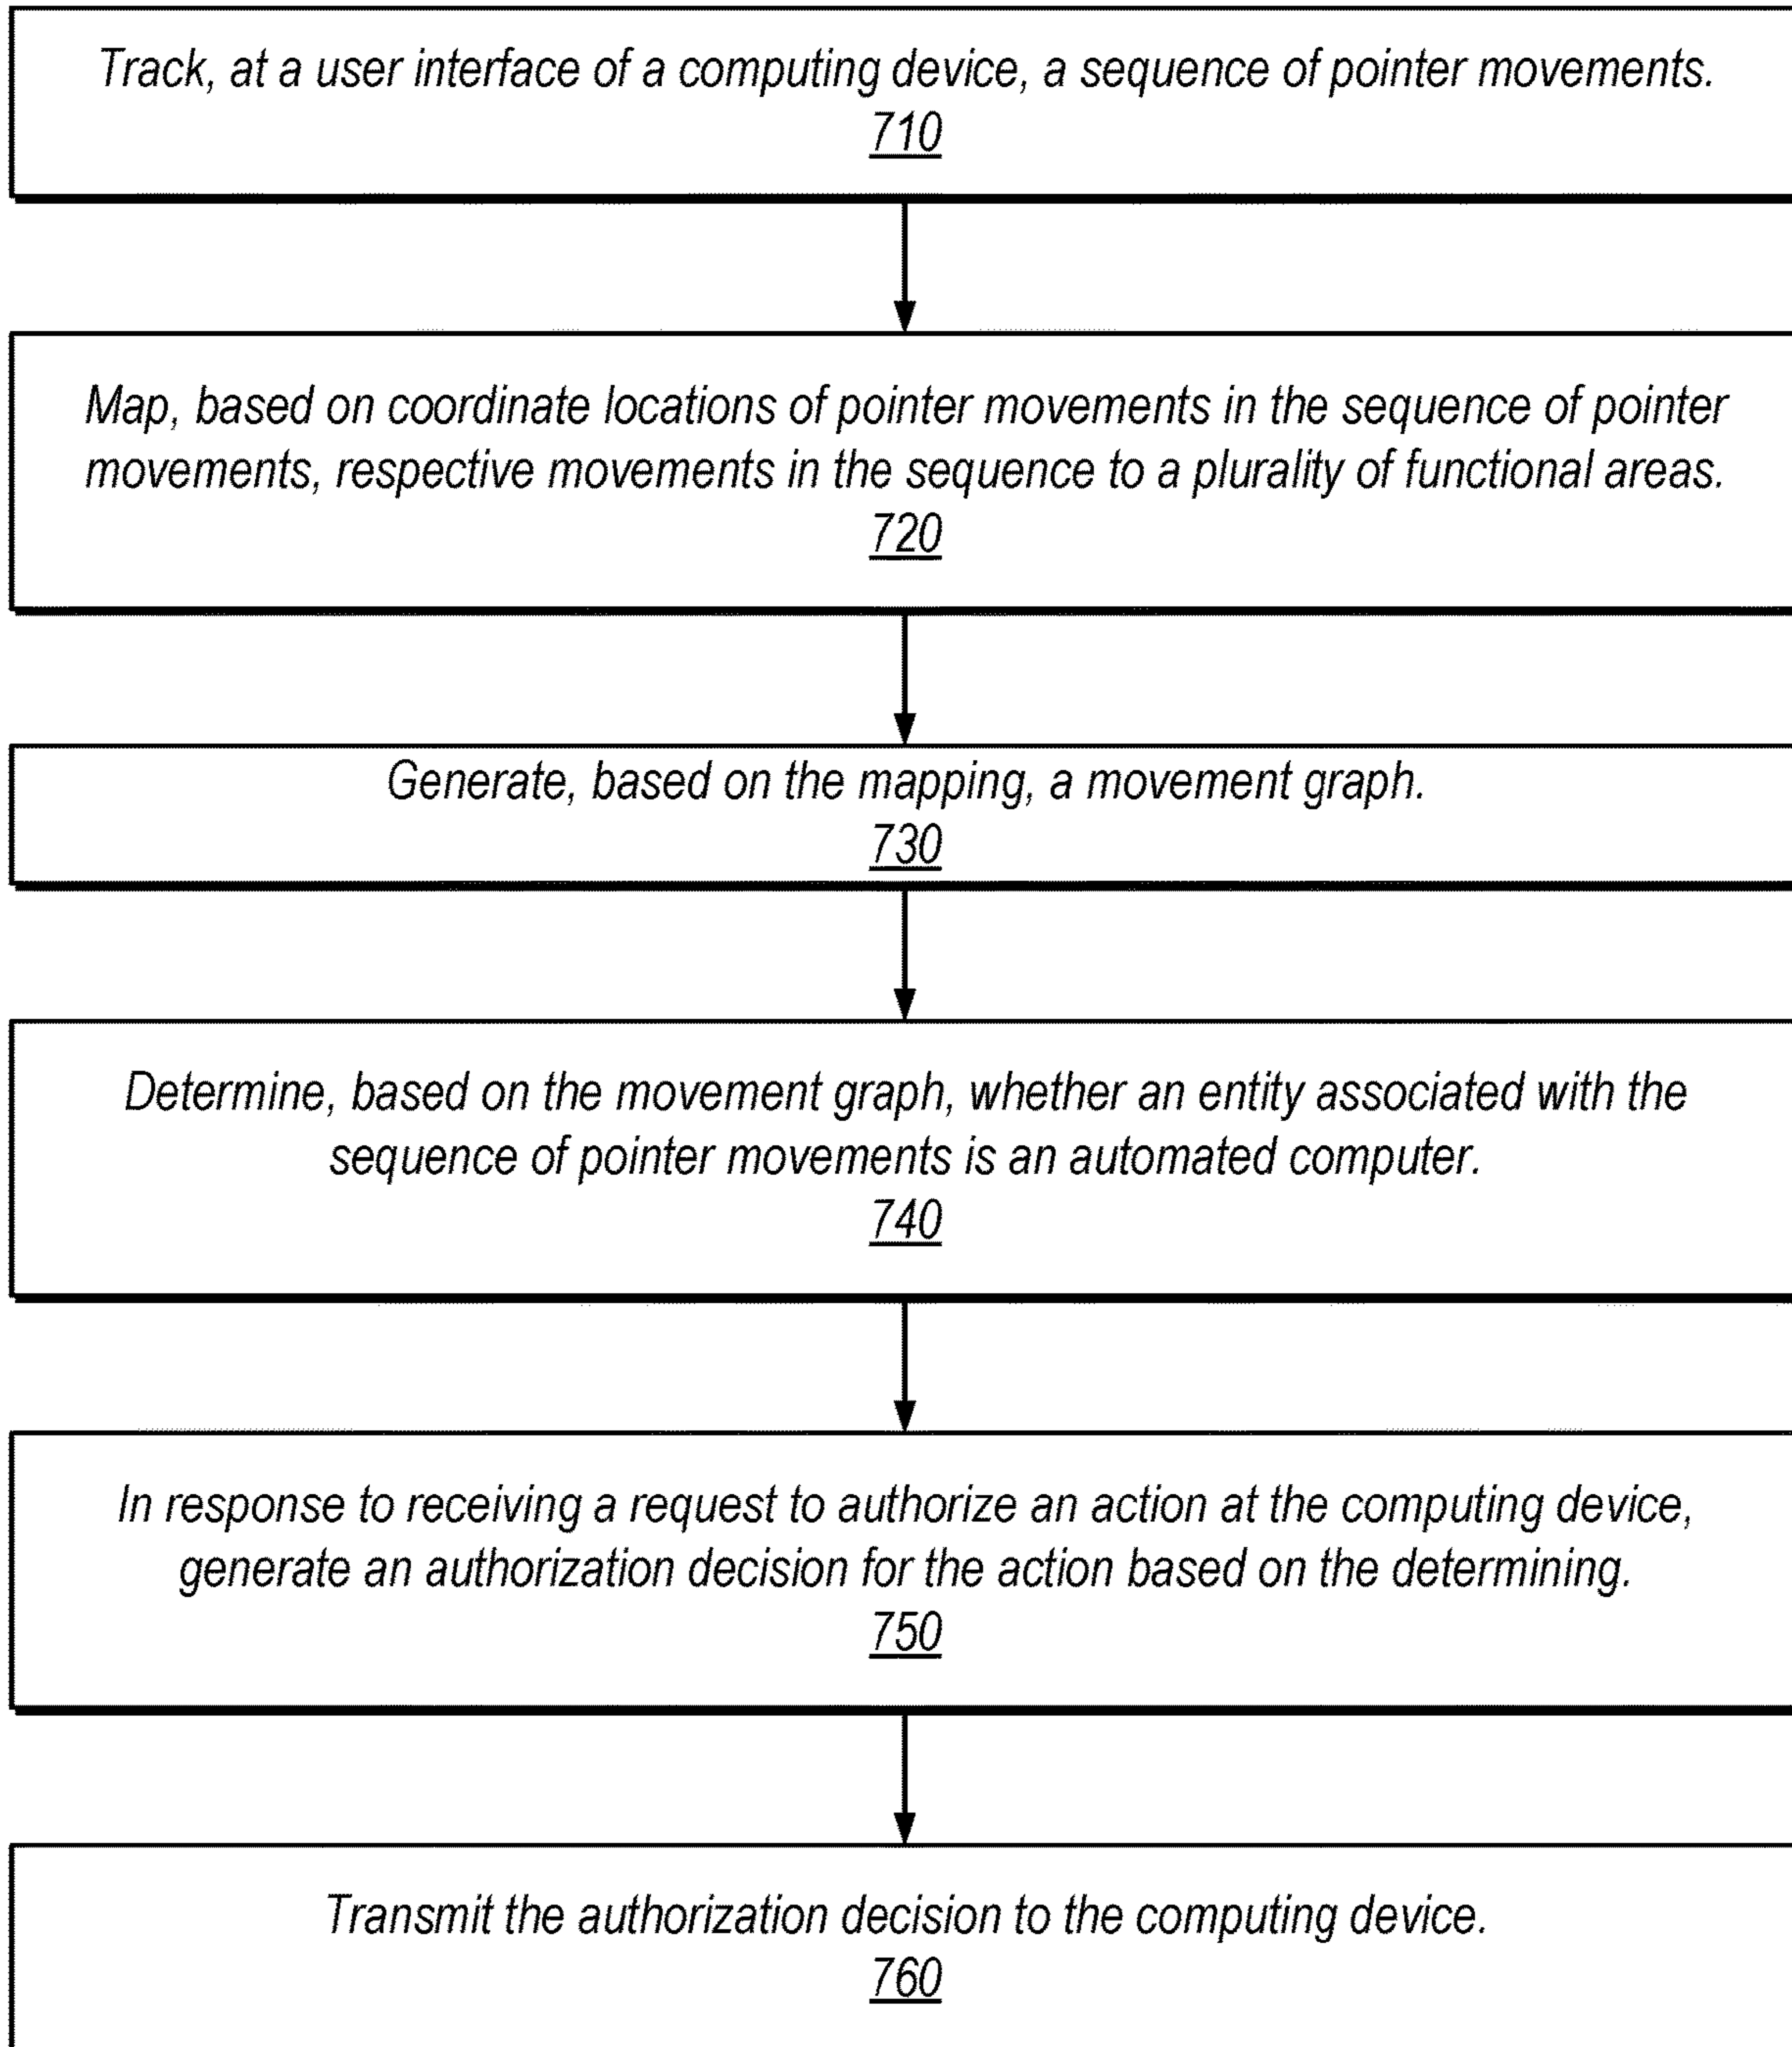 Track, at a user interface of a computing device, a sequence of pointer movements.
710
Map, based on coordinate locations of pointer movements in the sequence of pointer
movements, respective movements in the sequence to a plurality of functional areas.
720
Generate, based on the mapping, a movement graph.
730
Determine, based on the movement graph, whether an entity associated with the
sequence of pointer movements is an automated computer.
740
In response to receiving a request to authorize an action at the computing device,
generate an authorization decision for the action based on the determining.
750
Transmit the authorization decision to the computing device.
760